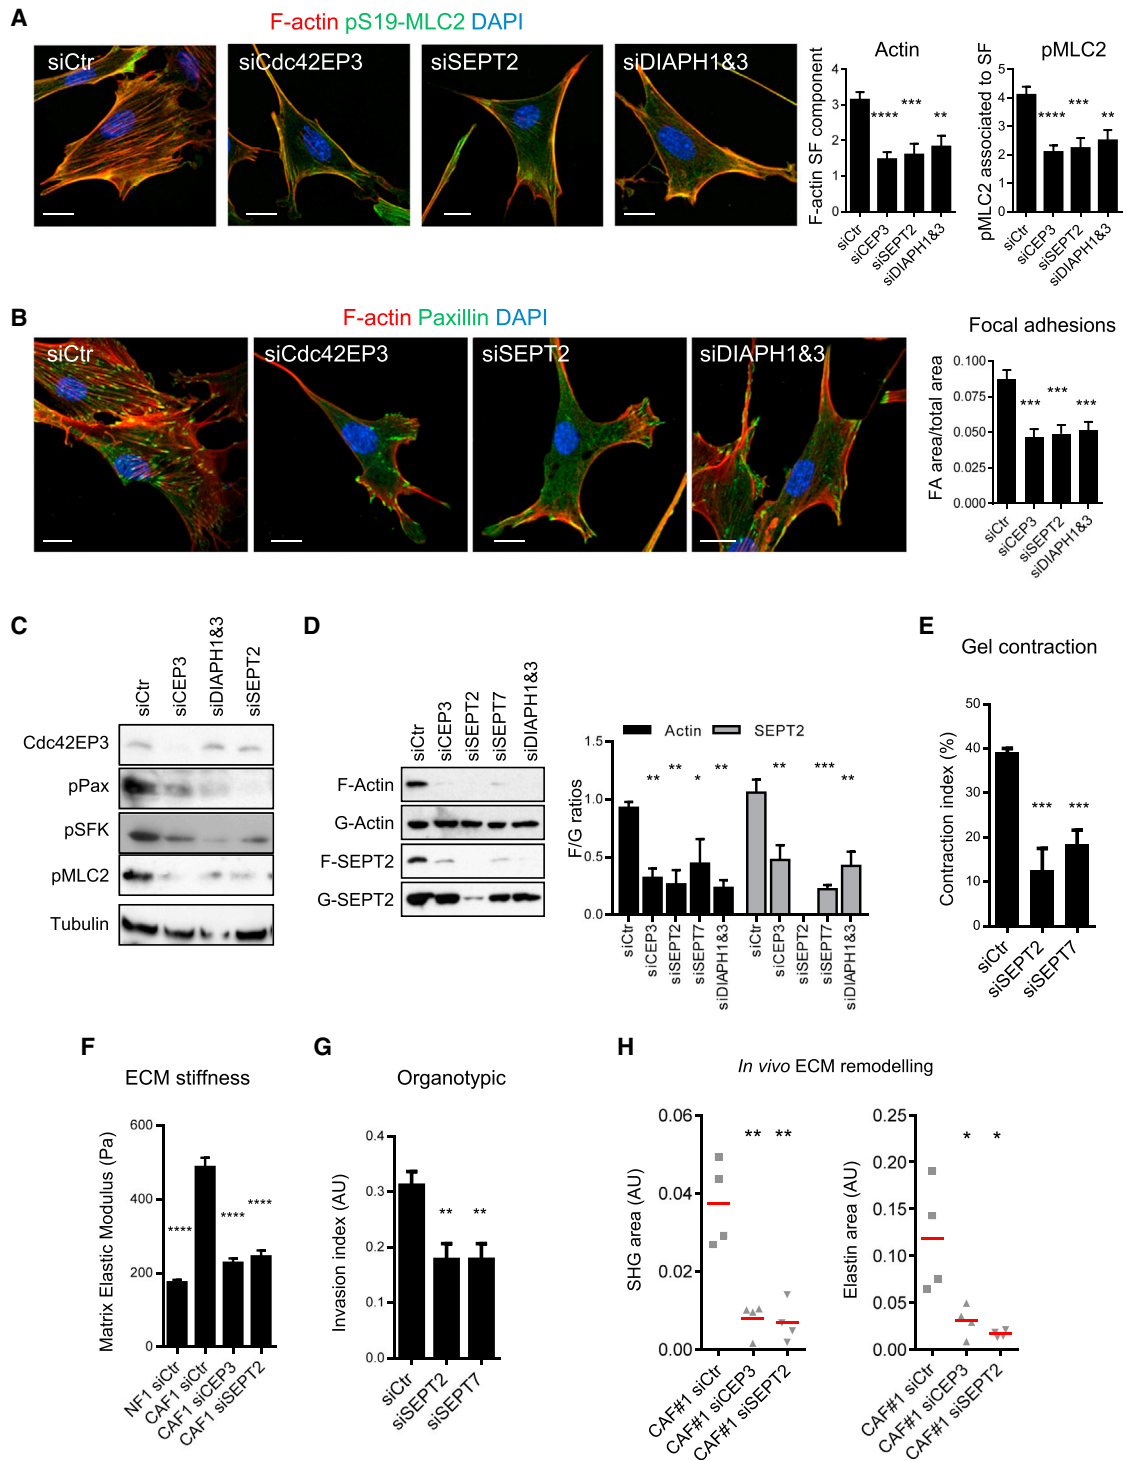 A
F-actin pS19-MLC2 DAPI
siCtr
siCdc42EP3
siSEPT2
siDIAPH1&3
Actin
F-actin SF component
4
3
2
1
0
****
***
**
siCtr
siCEP3
siSEPT2
siDIAPH1&3
pMLC2
pMLC2 associated to SF
5
4
3
2
1
0
****
***
**
siCtr
siCEP3
siSEPT2
siDIAPH1&3
B
F-actin Paxillin DAPI
siCtr
siCdc42EP3
siSEPT2
siDIAPH1&3
Focal adhesions
FA area/total area
0.100
0.075
0.050
0.025
0.000
***
***
***
siCtr
siCEP3
siSEPT2
siDIAPH1&3
C
siCtr
siCEP3
siDIAPH1&3
siSEPT2
Cdc42EP3
pPax
pSFK
pMLC2
Tubulin
D
siCtr
siCEP3
siSEPT2
siSEPT7
siDIAPH1&3
F-Actin
G-Actin
F-SEPT2
G-SEPT2
Actin
SEPT2
F/G ratios
1.5
1.0
0.5
0.0
**
**
*
**
**
***
**
siCtr
siCEP3
siSEPT2
siSEPT7
siDIAPH1&3
siCtr
siCEP3
siSEPT2
siSEPT7
siDIAPH1&3
E
Gel contraction
Contraction index (%)
50
40
30
20
10
0
***
***
siCtr
siSEPT2
siSEPT7
F
ECM stiffness
Matrix Elastic Modulus (Pa)
600
400
200
0
****
****
****
NF1 siCtr
CAF1 siCtr
CAF1 siCEP3
CAF1 siSEPT2
G
Organotypic
Invasion index (AU)
0.4
0.3
0.2
0.1
0.0
**
**
siCtr
siSEPT2
siSEPT7
H
In vivo ECM remodelling
SHG area (AU)
0.06
0.04
0.02
0.00
**
**
CAF#1 siCtr
CAF#1 siCEP3
CAF#1 siSEPT2
Elastin area (AU)
0.25
0.20
0.15
0.10
0.05
0.00
*
*
CAF#1 siCtr
CAF#1 siCEP3
CAF#1 siSEPT2